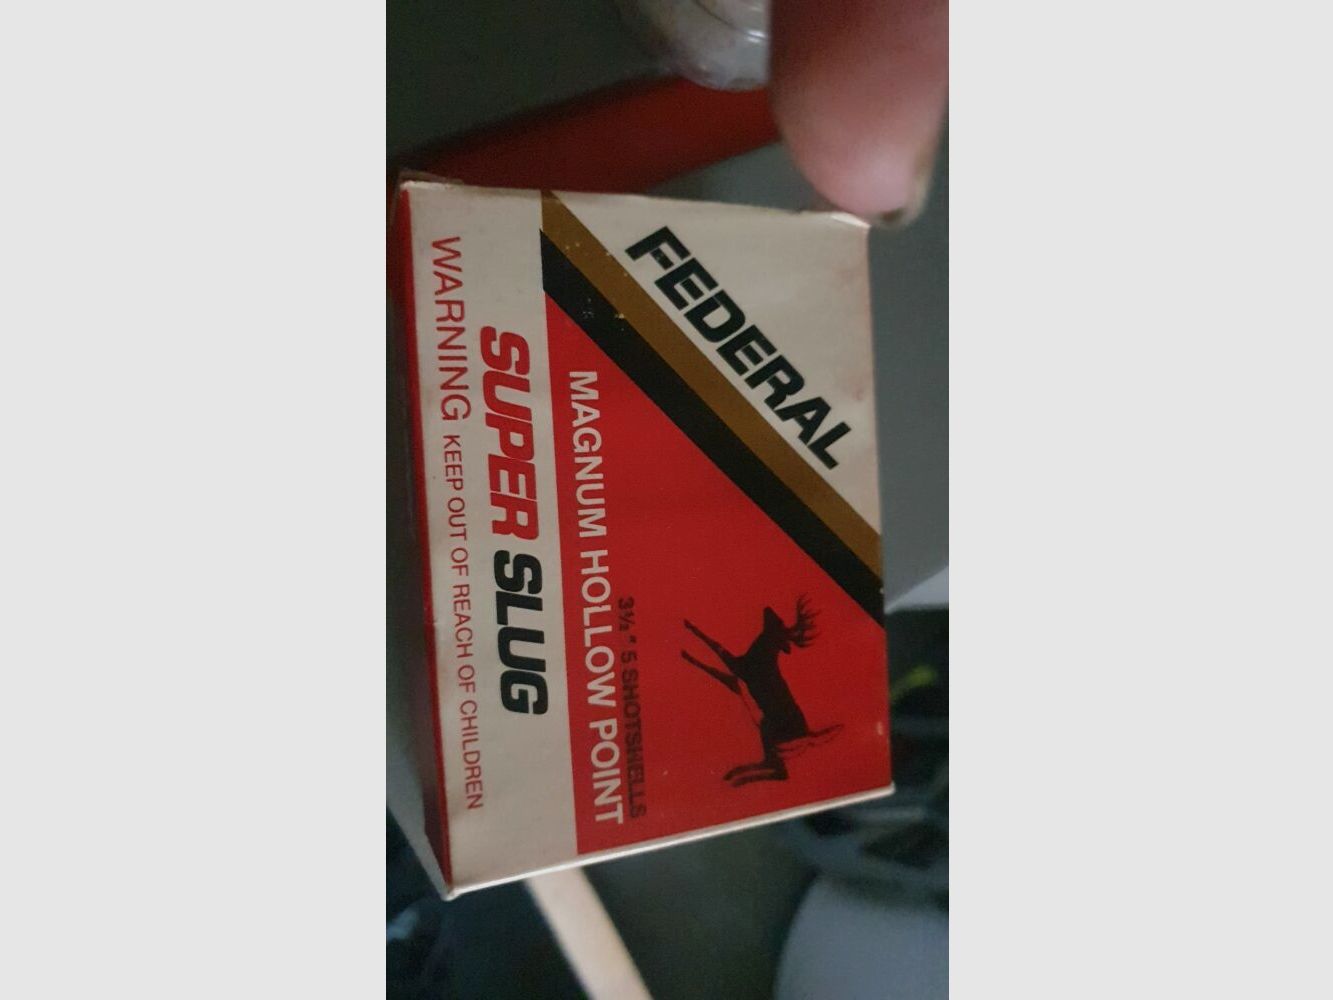 FEDERAL
3½" 5 SHOTSHELLS
MAGNUM HOLLOW POINT
SUPER SLUG
WARNING KEEP OUT OF REACH OF CHILDREN